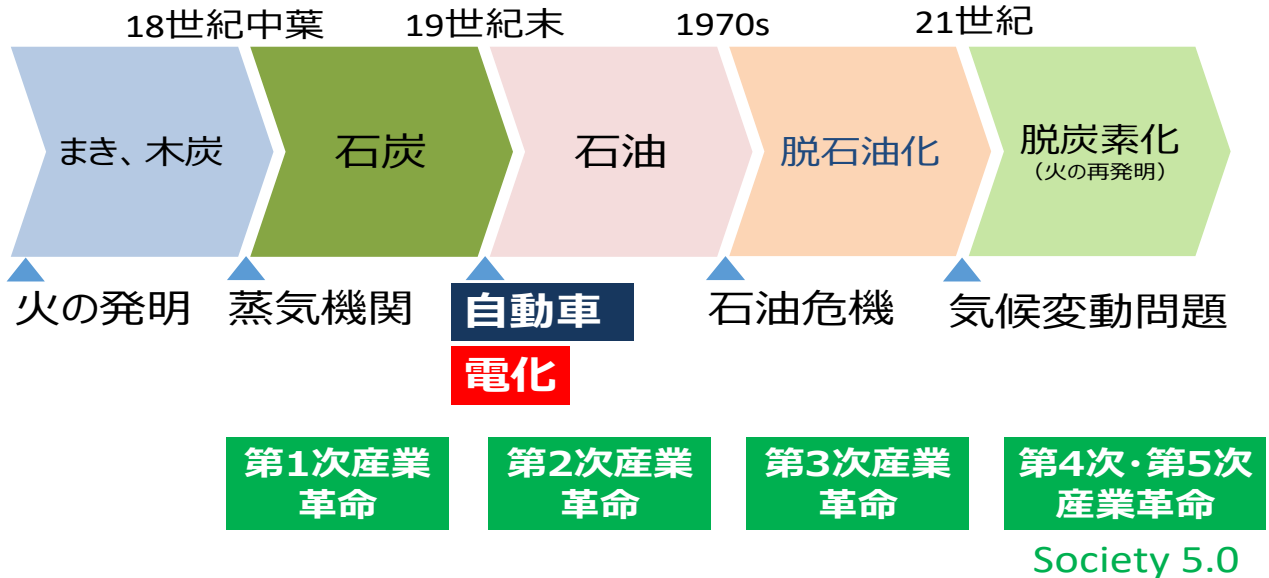 18世紀中葉
19世紀末
1970s
21世紀
まき、木炭
石炭
石油
脱石油化
脱炭素化
（火の再発明）
火の発明
蒸気機関
自動車
電化
石油危機
気候変動問題
第1次産業
革命
第2次産業
革命
第3次産業
革命
第4次・第5次
産業革命
Society 5.0